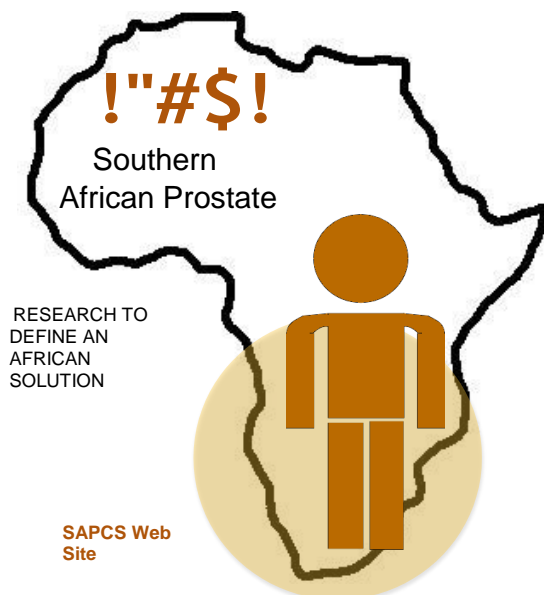 !"#$!
Southern
African Prostate
RESEARCH TO
DEFINE AN
AFRICAN
SOLUTION
SAPCS Web
Site